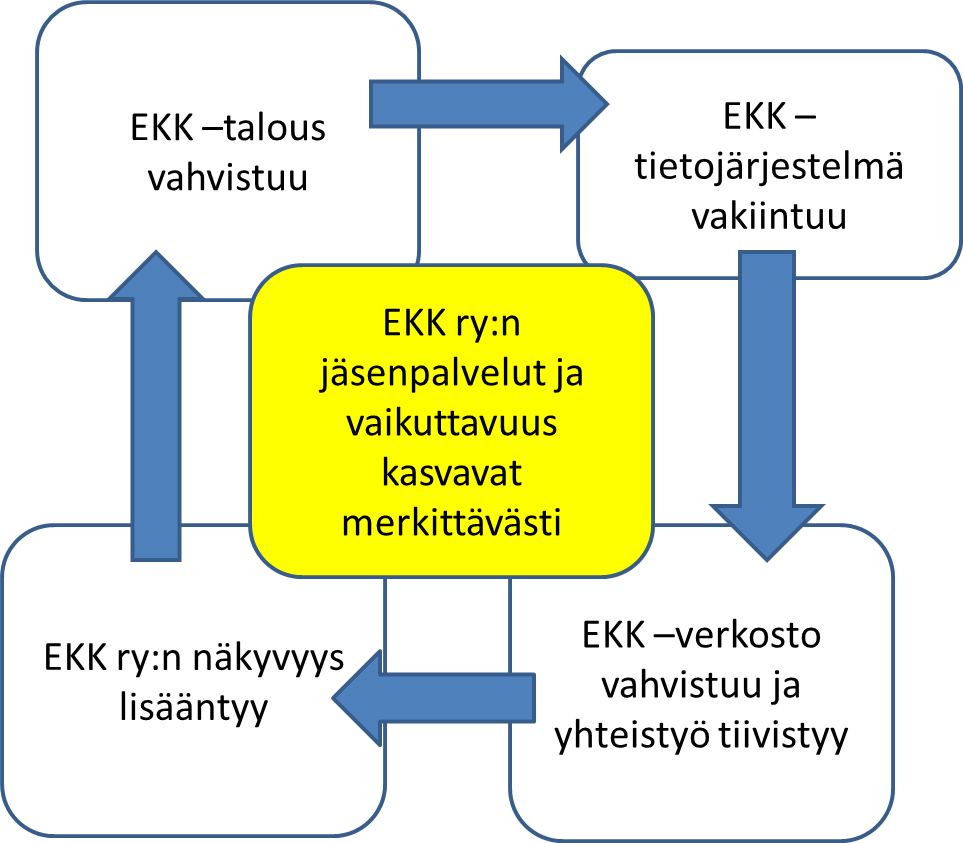 EKK –talous
vahvistuu
EKK –
tietojärjestelmä
vakiintuu
EKK ry:n
jäsenpalvelut ja
vaikuttavuus
kasvavat
merkittävästi
EKK ry:n näkyvyys
lisääntyy
EKK –verkosto
vahvistuu ja
yhteistyö tiivistyy